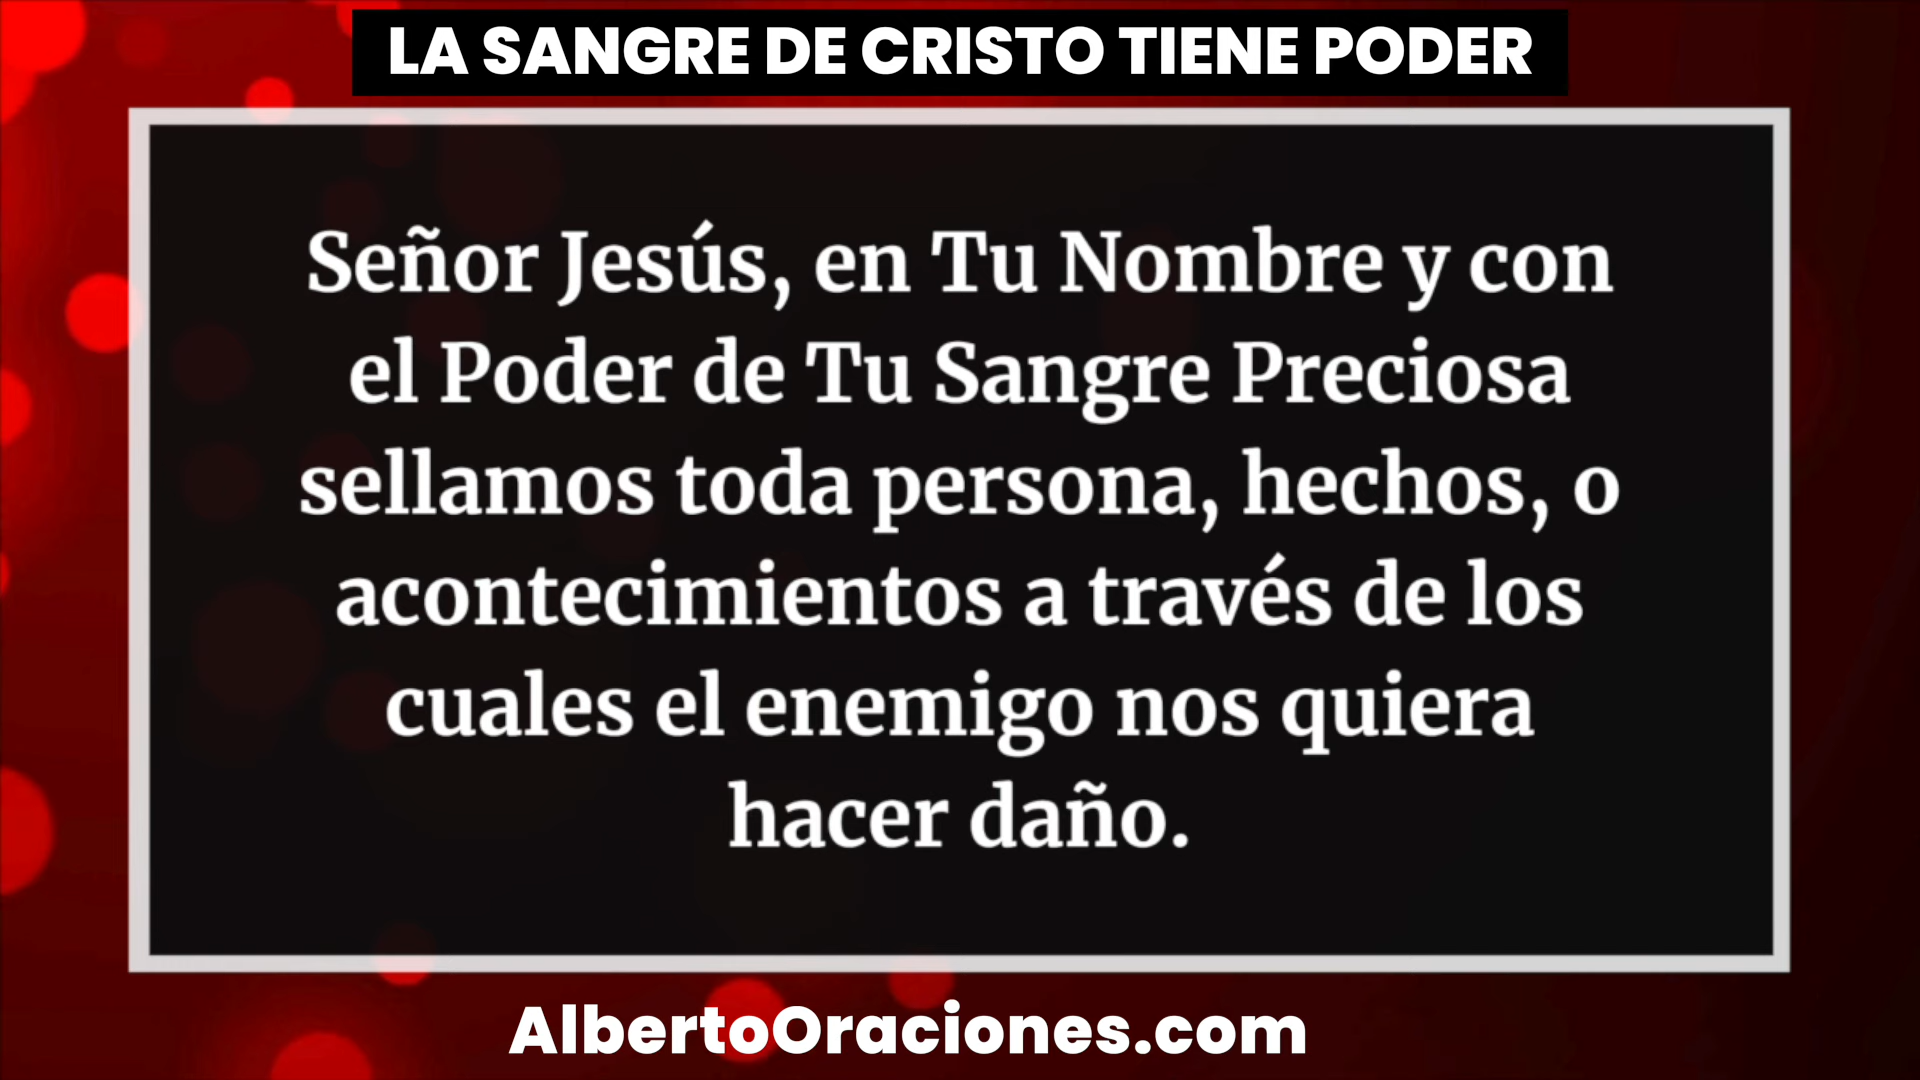 LA SANGRE DE CRISTO TIENE PODER
Señor Jesús, en Tu Nombre y con
el Poder de Tu Sangre Preciosa
sellamos toda persona, hechos, o
acontecimientos a través de los
cuales el enemigo nos quiera
hacer daño.
AlbertoOraciones.com